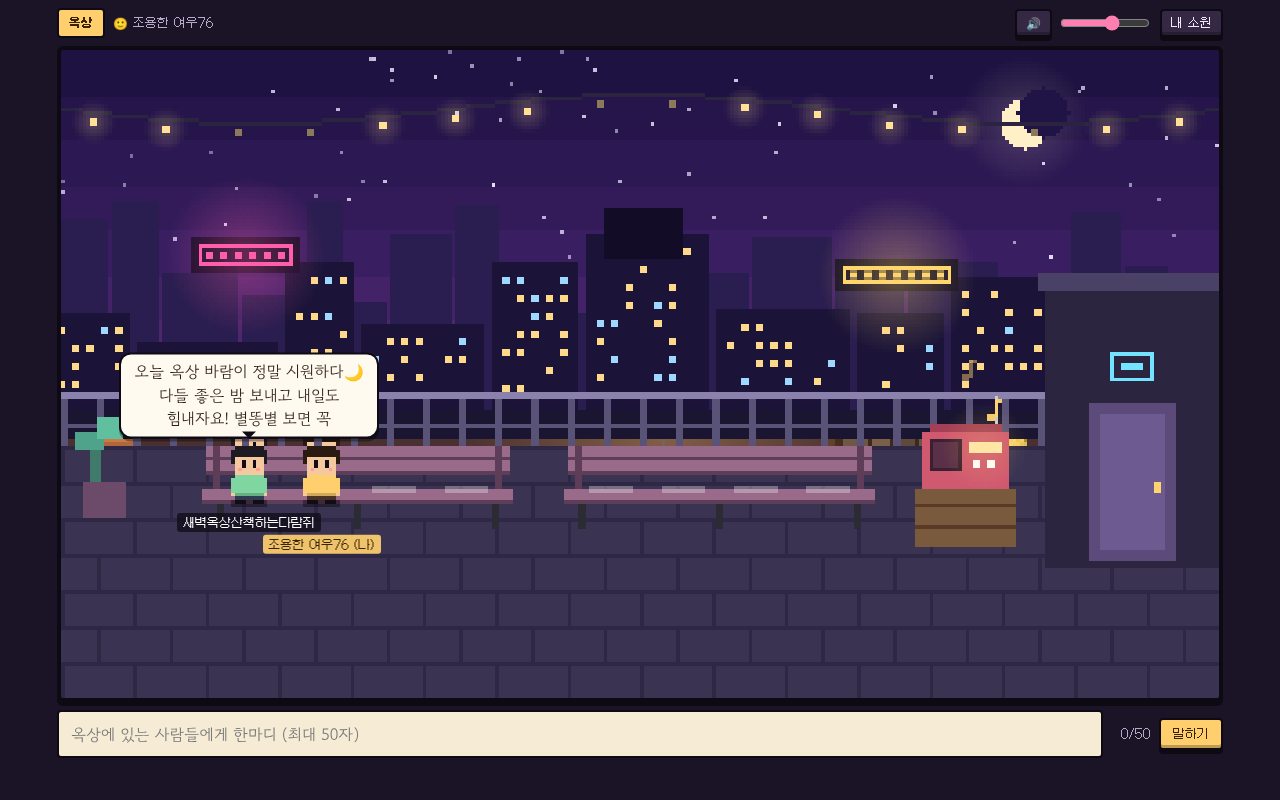 옥상
조용한 여우76
내 소원
오늘 옥상 바람이 정말 시원하다🌙
다들 좋은 밤 보내고 내일도
힘내자요! 별똥별 보면 꼭
새벽옥상산책하는다람쥐
조용한 여우76 (나)
옥상에 있는 사람들에게 한마디 (최대 50자)
0/50
말하기